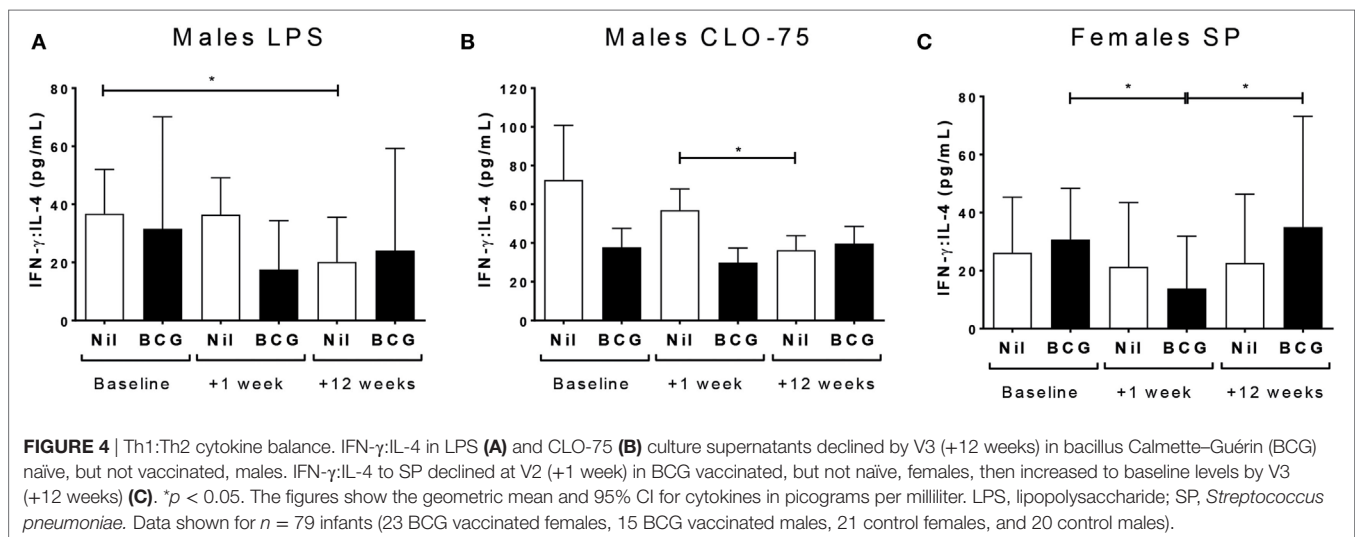 A Males LPS
IFN-γ:IL-4 (pg/mL)
80
60
40
20
0
*
Nil BCG Nil BCG Nil BCG
Baseline +1 week +12 weeks
B Males CLO-75
IFN-γ:IL-4 (pg/mL)
120
100
80
60
40
20
0
*
Nil BCG Nil BCG Nil BCG
Baseline +1 week +12 weeks
C Females SP
IFN-γ:IL-4 (pg/mL)
80
60
40
20
0
* *
Nil BCG Nil BCG Nil BCG
Baseline +1 week +12 weeks
FIGURE 4 | Th1:Th2 cytokine balance. IFN-γ:IL-4 in LPS (A) and CLO-75 (B) culture supernatants declined by V3 (+12 weeks) in bacillus Calmette–Guérin (BCG)
naïve, but not vaccinated, males. IFN-γ:IL-4 to SP declined at V2 (+1 week) in BCG vaccinated, but not naïve, females, then increased to baseline levels by V3
(+12 weeks) (C). *p < 0.05. The figures show the geometric mean and 95% CI for cytokines in picograms per milliliter. LPS, lipopolysaccharide; SP, Streptococcus
pneumoniae. Data shown for n = 79 infants (23 BCG vaccinated females, 15 BCG vaccinated males, 21 control females, and 20 control males).